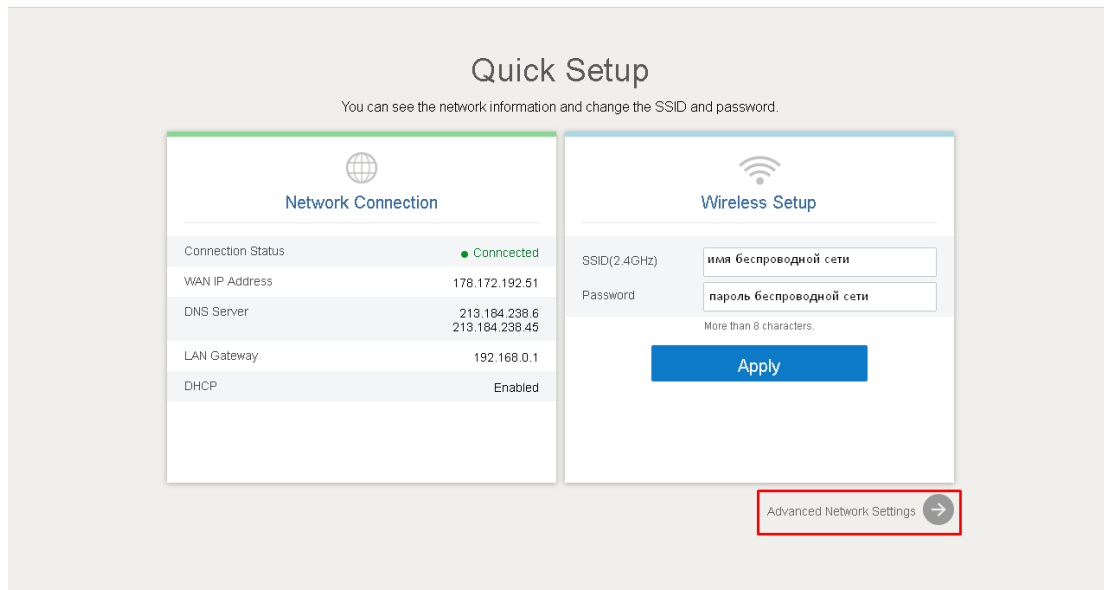 Quick Setup
You can see the network information and change the SSID and password.
Network Connection
Connection Status Conncected
WAN IP Address 178.172.192.51
DNS Server 213.184.238.6
213.184.238.45
LAN Gateway 192.168.0.1
DHCP Enabled
Wireless Setup
SSID(2.4GHz) имя беспроводной сети
Password пароль беспроводной сети
More than 8 characters.
Apply
Advanced Network Settings